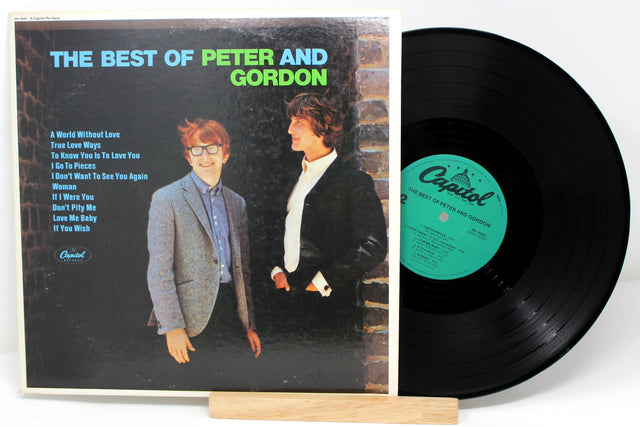 THE BEST OF PETER AND
GORDON
A World Without Love
True Love Ways
To Know You Is To Love You
I Go To Pieces
I Don't Want To See You Again
Woman
If I Were You
Don't Pity Me
Love Me Baby
If You Wish
Capitol
RECORDS
Capitol
THE BEST OF PETER AND GORDON